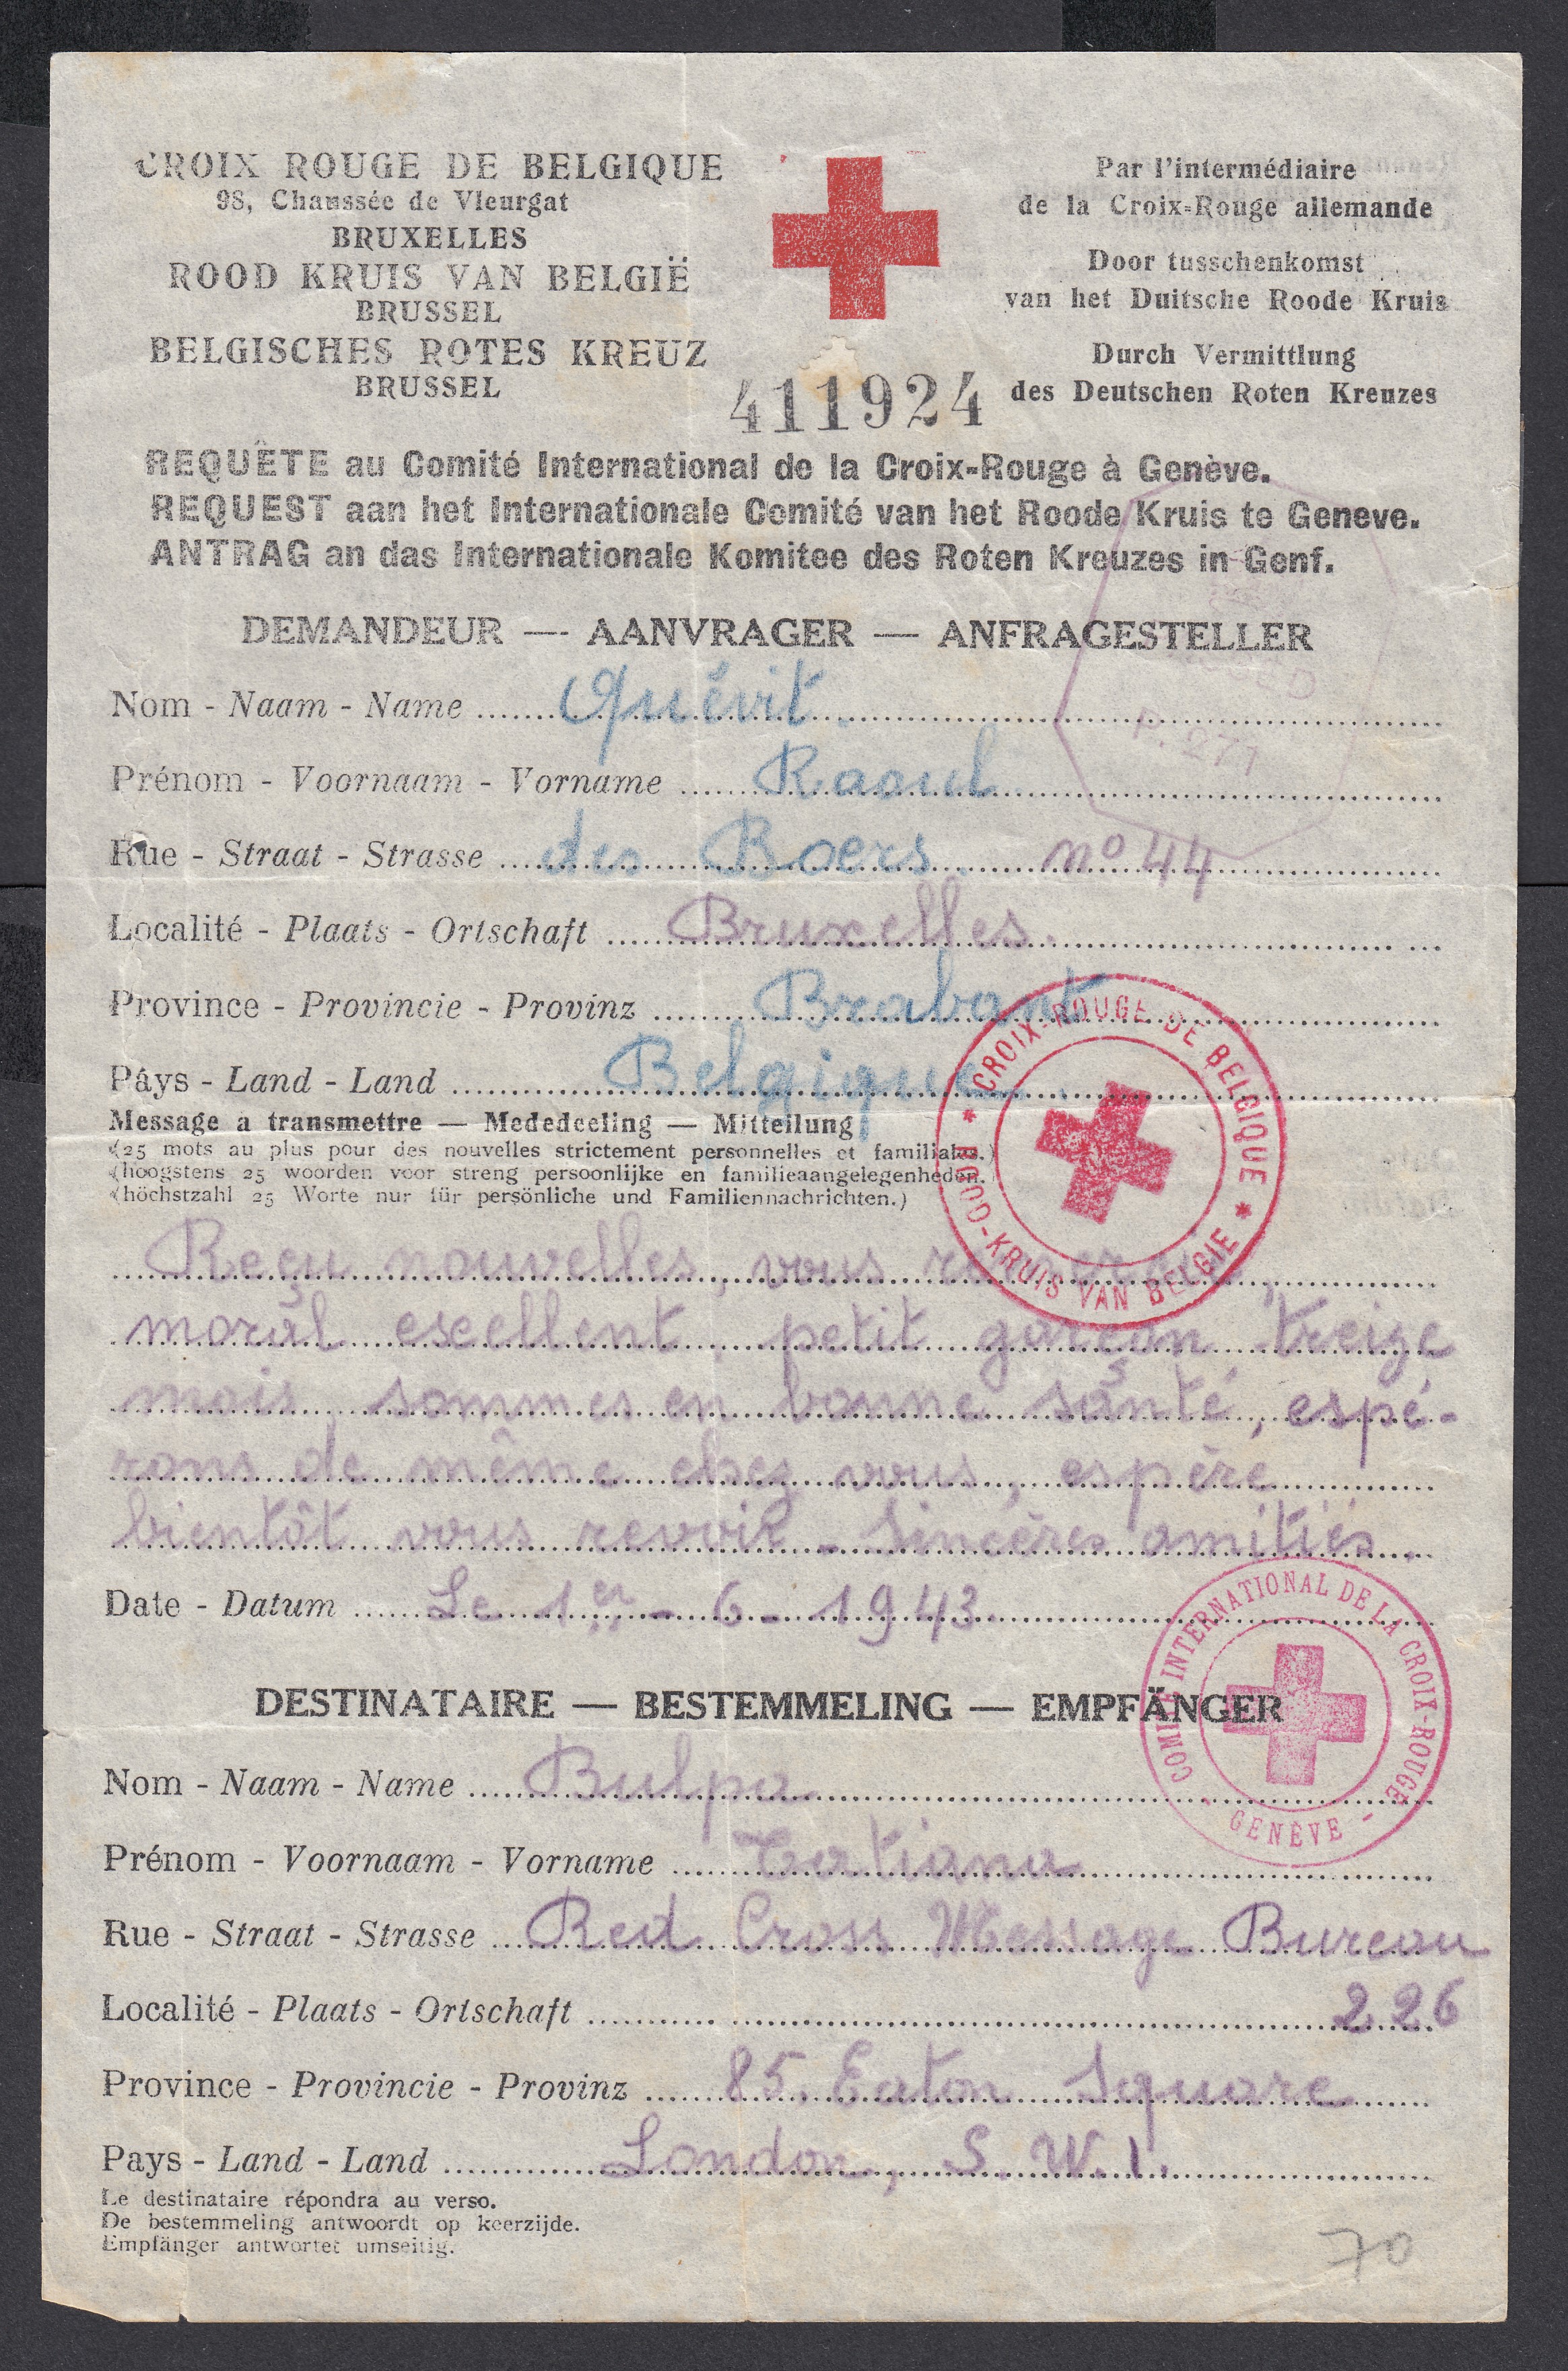 CROIX ROUGE DE BELGIQUE
98, Chaussée de Vleurgat
BRUXELLES
ROOD KRUIS VAN BELGIË
BRUSSEL
BELGISCHES ROTES KREUZ
BRUSSEL
Par l'intermédiaire
de la Croix-Rouge allemande
Door tusschenkomst
van het Duitsche Roode Kruis
Durch Vermittlung
des Deutschen Roten Kreuzes
411924
REQUÊTE au Comité International de la Croix-Rouge à Genève.
REQUEST aan het Internationale Comité van het Roode Kruis te Geneve.
ANTRAG an das Internationale Komitee des Roten Kreuzes in Genf.
DEMANDEUR — AANVRAGER — ANFRAGESTELLER
Nom - Naam - Name Quévit
Prénom - Voornaam - Vorname Raoul
Rue - Straat - Strasse des Boers nº 44
Localité - Plaats - Ortschaft Bruxelles.
Province - Provincie - Provinz Brabant
Pays - Land - Land Belgique
CROIX-ROUGE DE BELGIQUE * ROOD-KRUIS VAN BELGIE *
Message a transmettre — Mededeeling — Mitteilung
(25 mots au plus pour des nouvelles strictement personnelles et familiales.)
(hoogstens 25 woorden voor streng persoonlijke en familieaangelegenheden.)
(höchstzahl 25 Worte nur für persönliche und Familiennachrichten.)
Reçu nouvelles, vous
moral excellent, petit garçon treize
mois, sommes en bonne santé, espé-
rons de même chez vous, espère
bientôt vous revoir. Sincères amitiés.
Date - Datum Le 1er - 6 - 1943
COMITÉ INTERNATIONAL DE LA CROIX-ROUGE - GENÈVE -
DESTINATAIRE — BESTEMMELING — EMPFÄNGER
Nom - Naam - Name Bulpa
Prénom - Voornaam - Vorname Tatiana
Rue - Straat - Strasse Red Cross Message Bureau
Localité - Plaats - Ortschaft 226
Province - Provincie - Provinz 85, Eaton Square
Pays - Land - Land London, S. W. 1.
Le destinataire répondra au verso.
De bestemmeling antwoordt op keerzijde.
Empfänger antwortet umseitig.
70